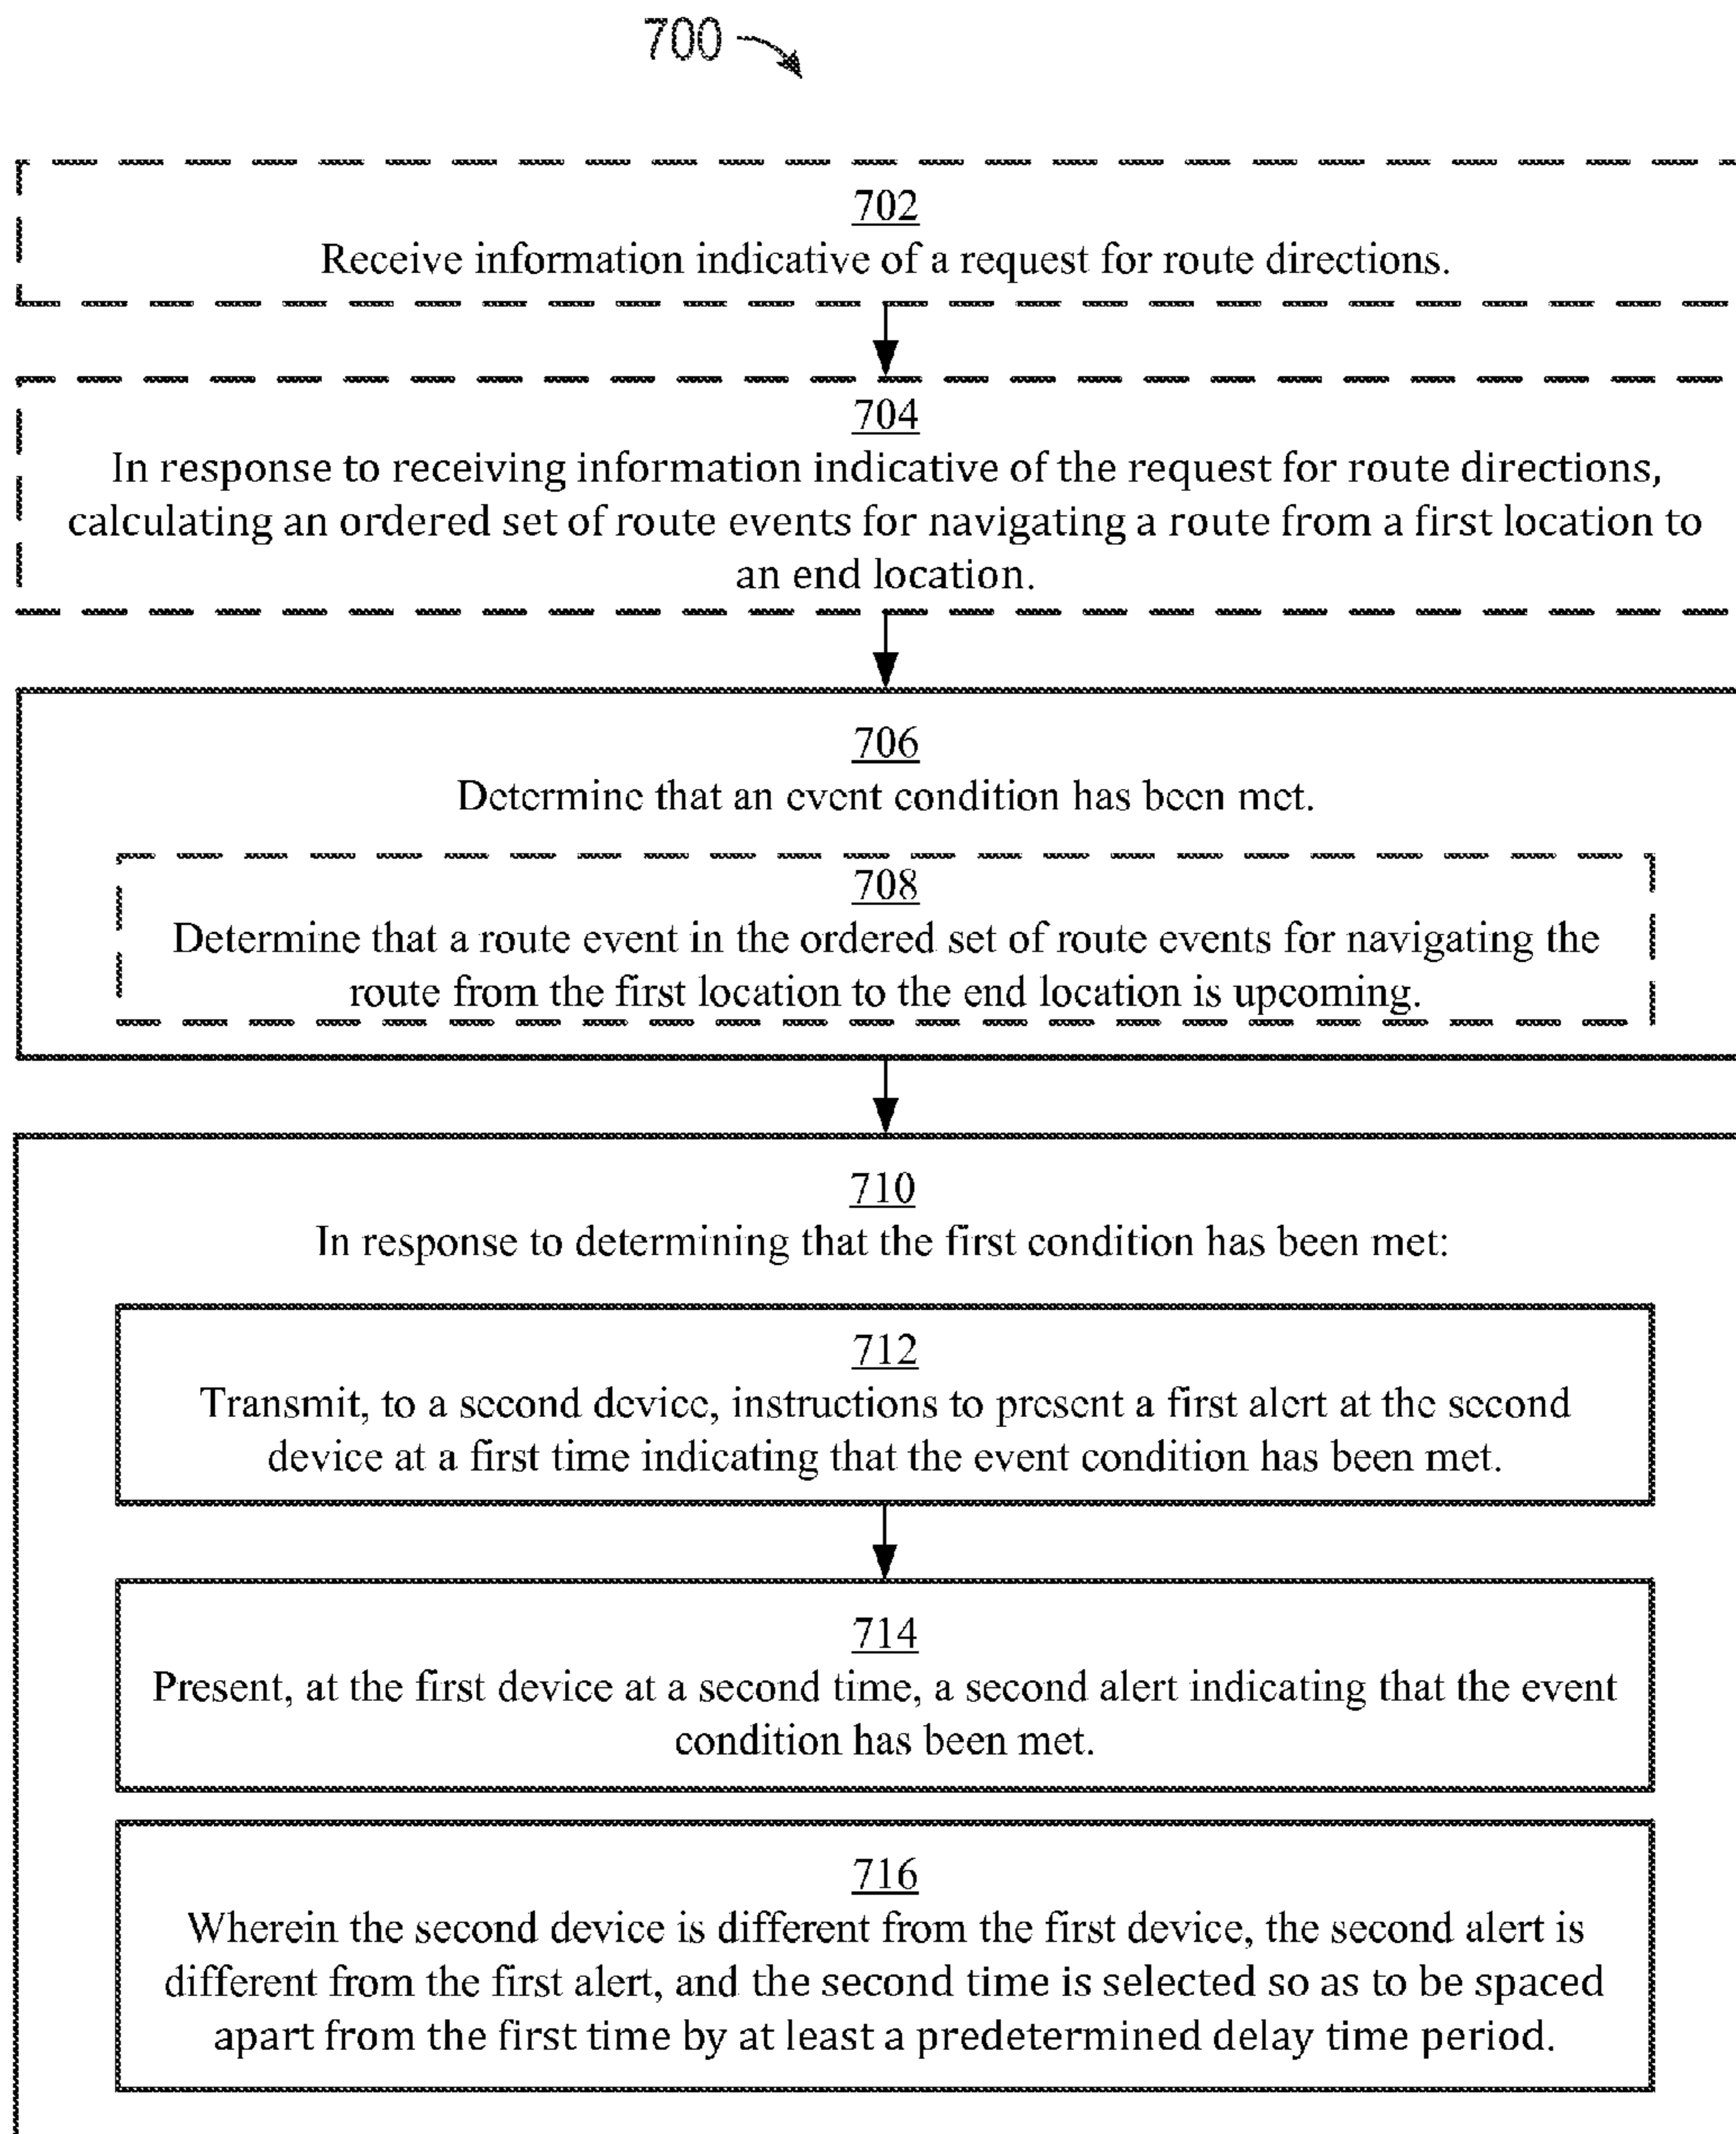 700
702
Receive information indicative of a request for route directions.
704
In response to receiving information indicative of the request for route directions,
calculating an ordered set of route events for navigating a route from a first location to
an end location.
706
Determine that an event condition has been met.
708
Determine that a route event in the ordered set of route events for navigating the
route from the first location to the end location is upcoming.
710
In response to determining that the first condition has been met:
712
Transmit, to a second device, instructions to present a first alert at the second
device at a first time indicating that the event condition has been met.
714
Present, at the first device at a second time, a second alert indicating that the event
condition has been met.
716
Wherein the second device is different from the first device, the second alert is
different from the first alert, and the second time is selected so as to be spaced
apart from the first time by at least a predetermined delay time period.